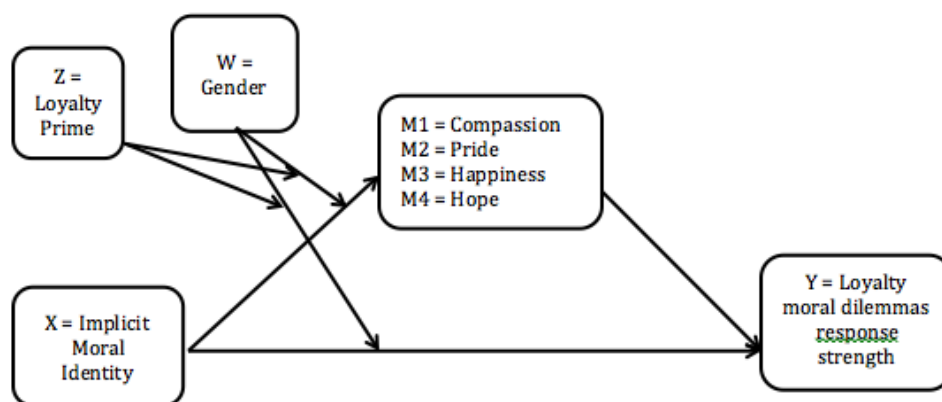 Z =
Loyalty
Prime
W =
Gender
M1 = Compassion
M2 = Pride
M3 = Happiness
M4 = Hope
X = Implicit
Moral
Identity
Y = Loyalty
moral dilemmas
response
strength